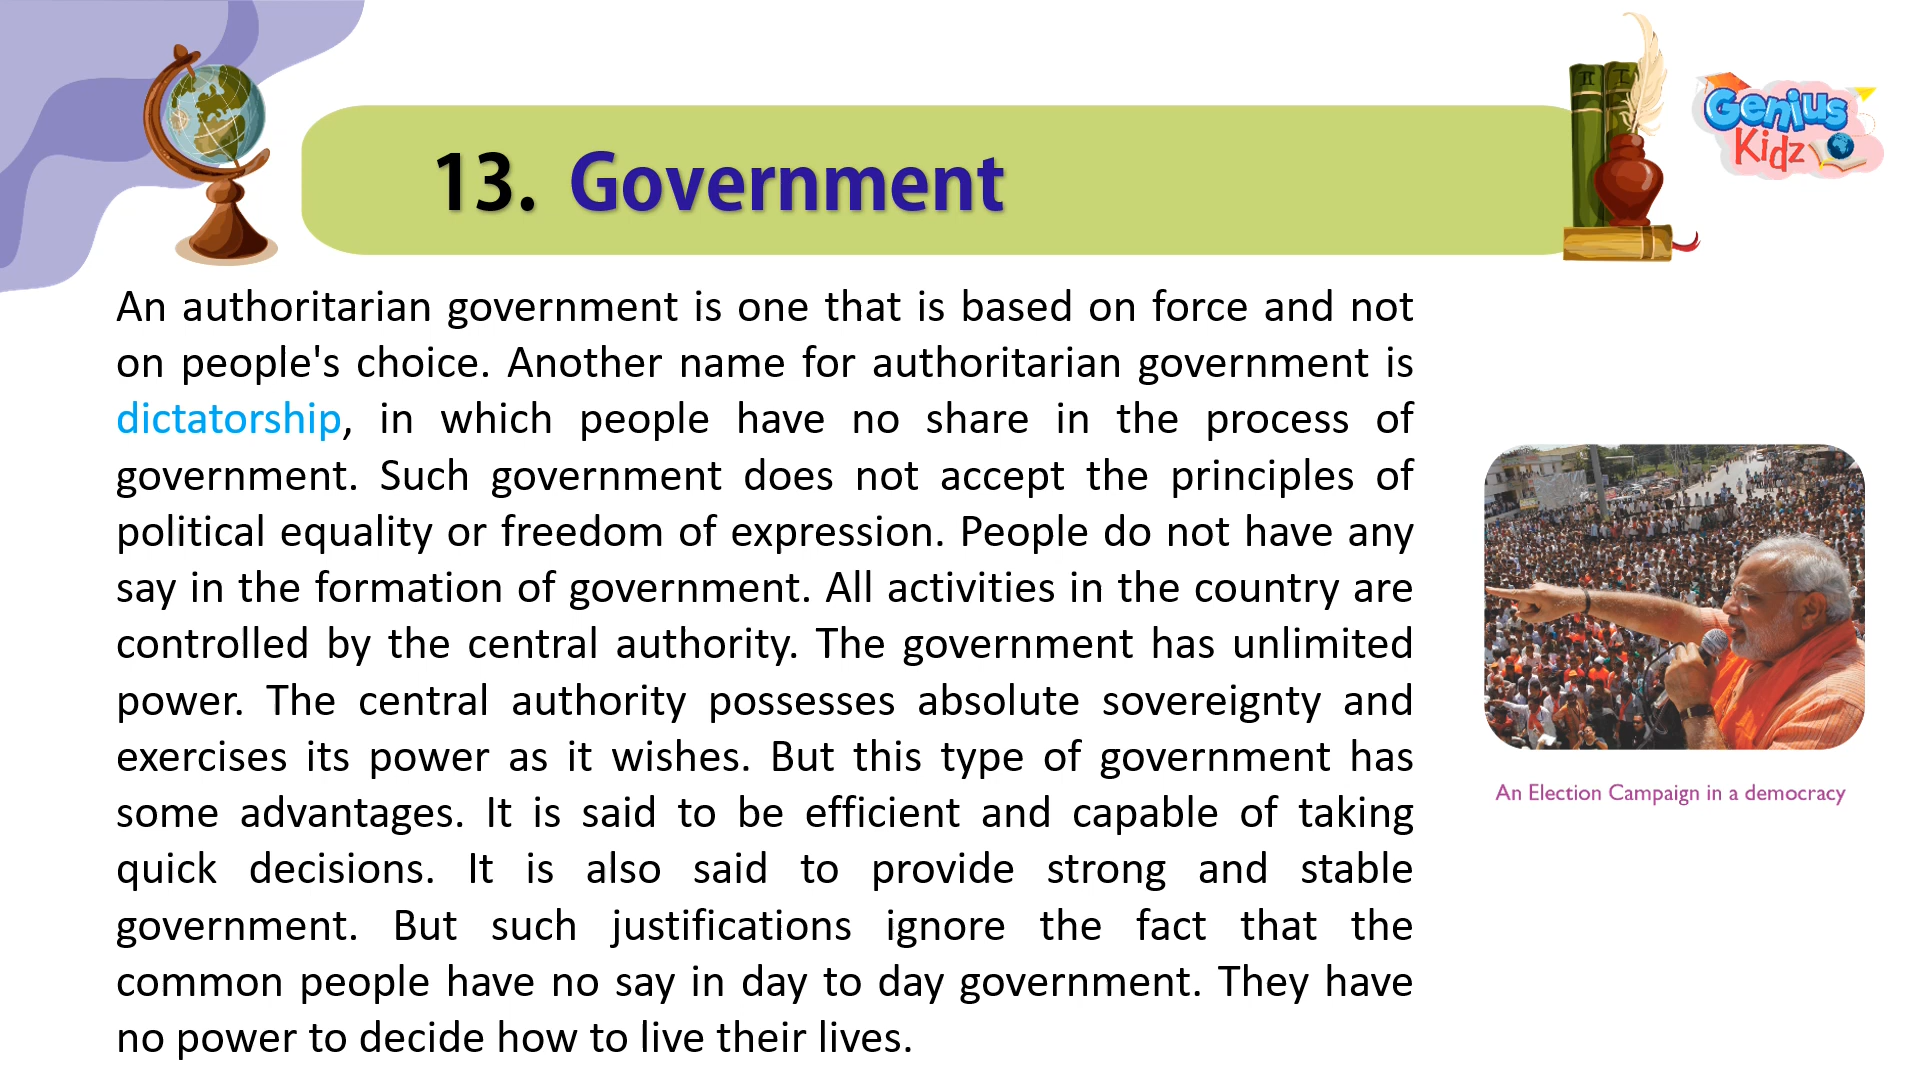 Genius
Kidz
13. Government
An authoritarian government is one that is based on force and not
on people's choice. Another name for authoritarian government is
dictatorship, in which people have no share in the process of
government. Such government does not accept the principles of
political equality or freedom of expression. People do not have any
say in the formation of government. All activities in the country are
controlled by the central authority. The government has unlimited
power. The central authority possesses absolute sovereignty and
exercises its power as it wishes. But this type of government has
some advantages. It is said to be efficient and capable of taking
quick decisions. It is also said to provide strong and stable
government. But such justifications ignore the fact that the
common people have no say in day to day government. They have
no power to decide how to live their lives.
An Election Campaign in a democracy